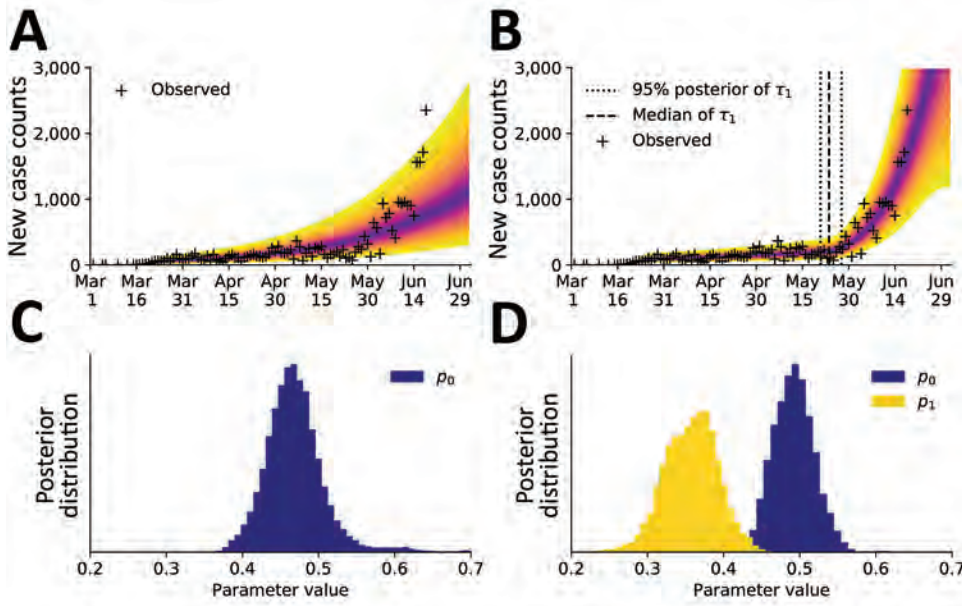 A
New case counts
3,000
2,000
1,000
0
+ Observed
Mar Mar Mar Apr Apr May May Jun Jun
1 16 31 15 30 15 30 14 29
B
New case counts
3,000
2,000
1,000
0
95% posterior of τ₁
Median of τ₁
+ Observed
Mar Mar Mar Apr Apr May May Jun Jun
1 16 31 15 30 15 30 14 29
C
Posterior
distribution
p₀
0.2 0.3 0.4 0.5 0.6 0.7
Parameter value
D
Posterior
distribution
p₀
p₁
0.2 0.3 0.4 0.5 0.6 0.7
Parameter value